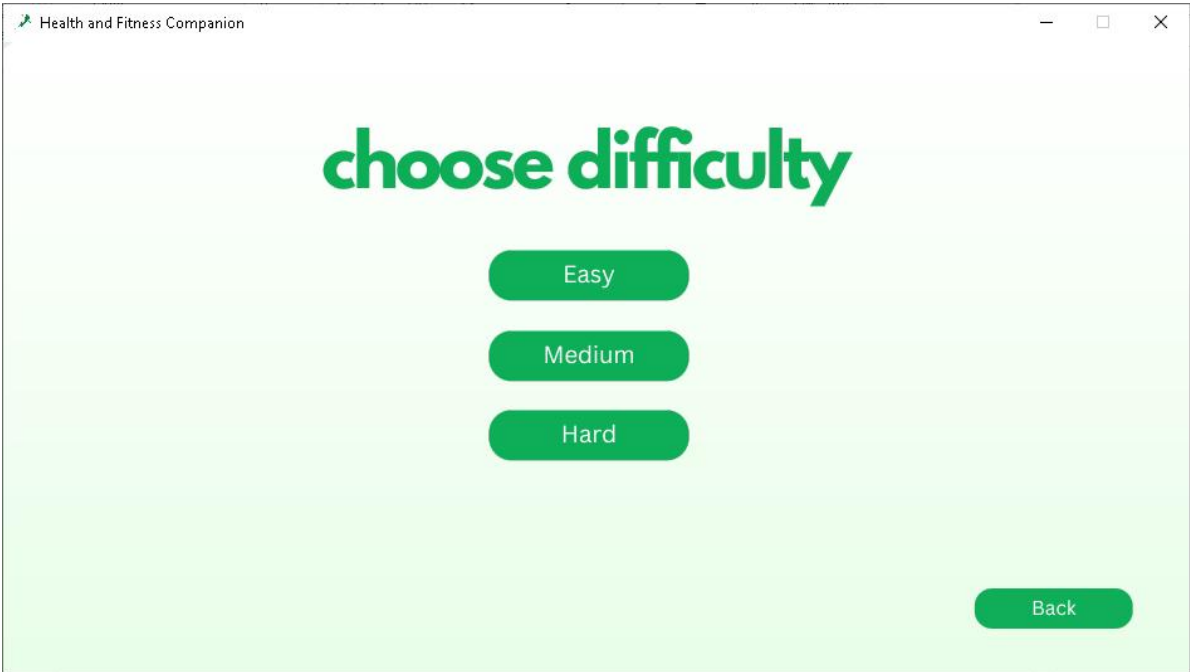 Health and Fitness Companion
choose difficulty
Easy
Medium
Hard
Back